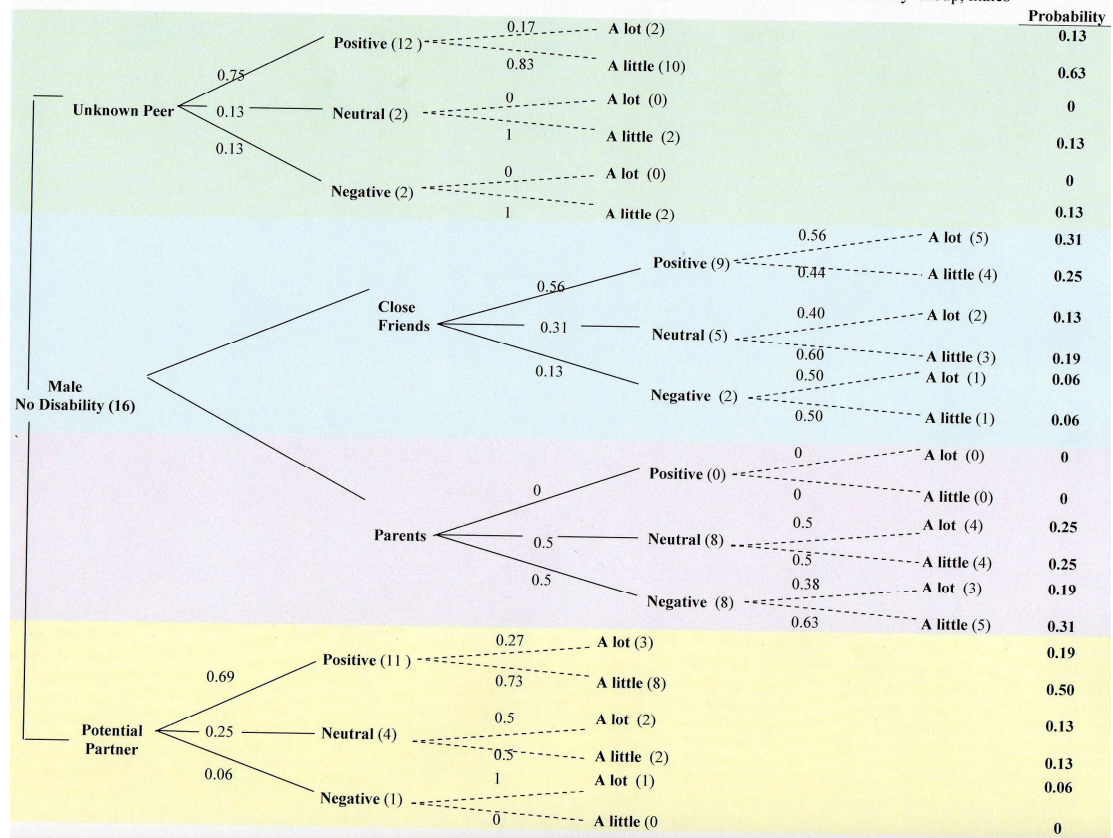 Probability
0.17 A lot (2) 0.13
Positive (12 )
0.83 A little (10) 0.63
0.75
0 A lot (0) 0
Unknown Peer 0.13 Neutral (2)
1 A little (2) 0.13
0.13
0 A lot (0) 0
Negative (2)
1 A little (2) 0.13
0.56 A lot (5) 0.31
Positive (9)
0.44 A little (4) 0.25
0.56
Close
Friends
0.40 A lot (2) 0.13
0.31 Neutral (5)
0.60 A little (3) 0.19
0.13
0.50 A lot (1) 0.06
Negative (2)
0.50 A little (1) 0.06
Male
No Disability (16)
0 A lot (0) 0
Positive (0)
0 A little (0) 0
0
0.5 A lot (4) 0.25
Parents 0.5 Neutral (8)
0.5 A little (4) 0.25
0.5
0.38 A lot (3) 0.19
Negative (8)
0.63 A little (5) 0.31
0.27 A lot (3) 0.19
Positive (11 )
0.69
0.73 A little (8) 0.50
0.5 A lot (2) 0.13
Potential
Partner
0.25 Neutral (4)
0.5 A little (2) 0.13
0.06
1 A lot (1) 0.06
Negative (1)
0 A little (0 0